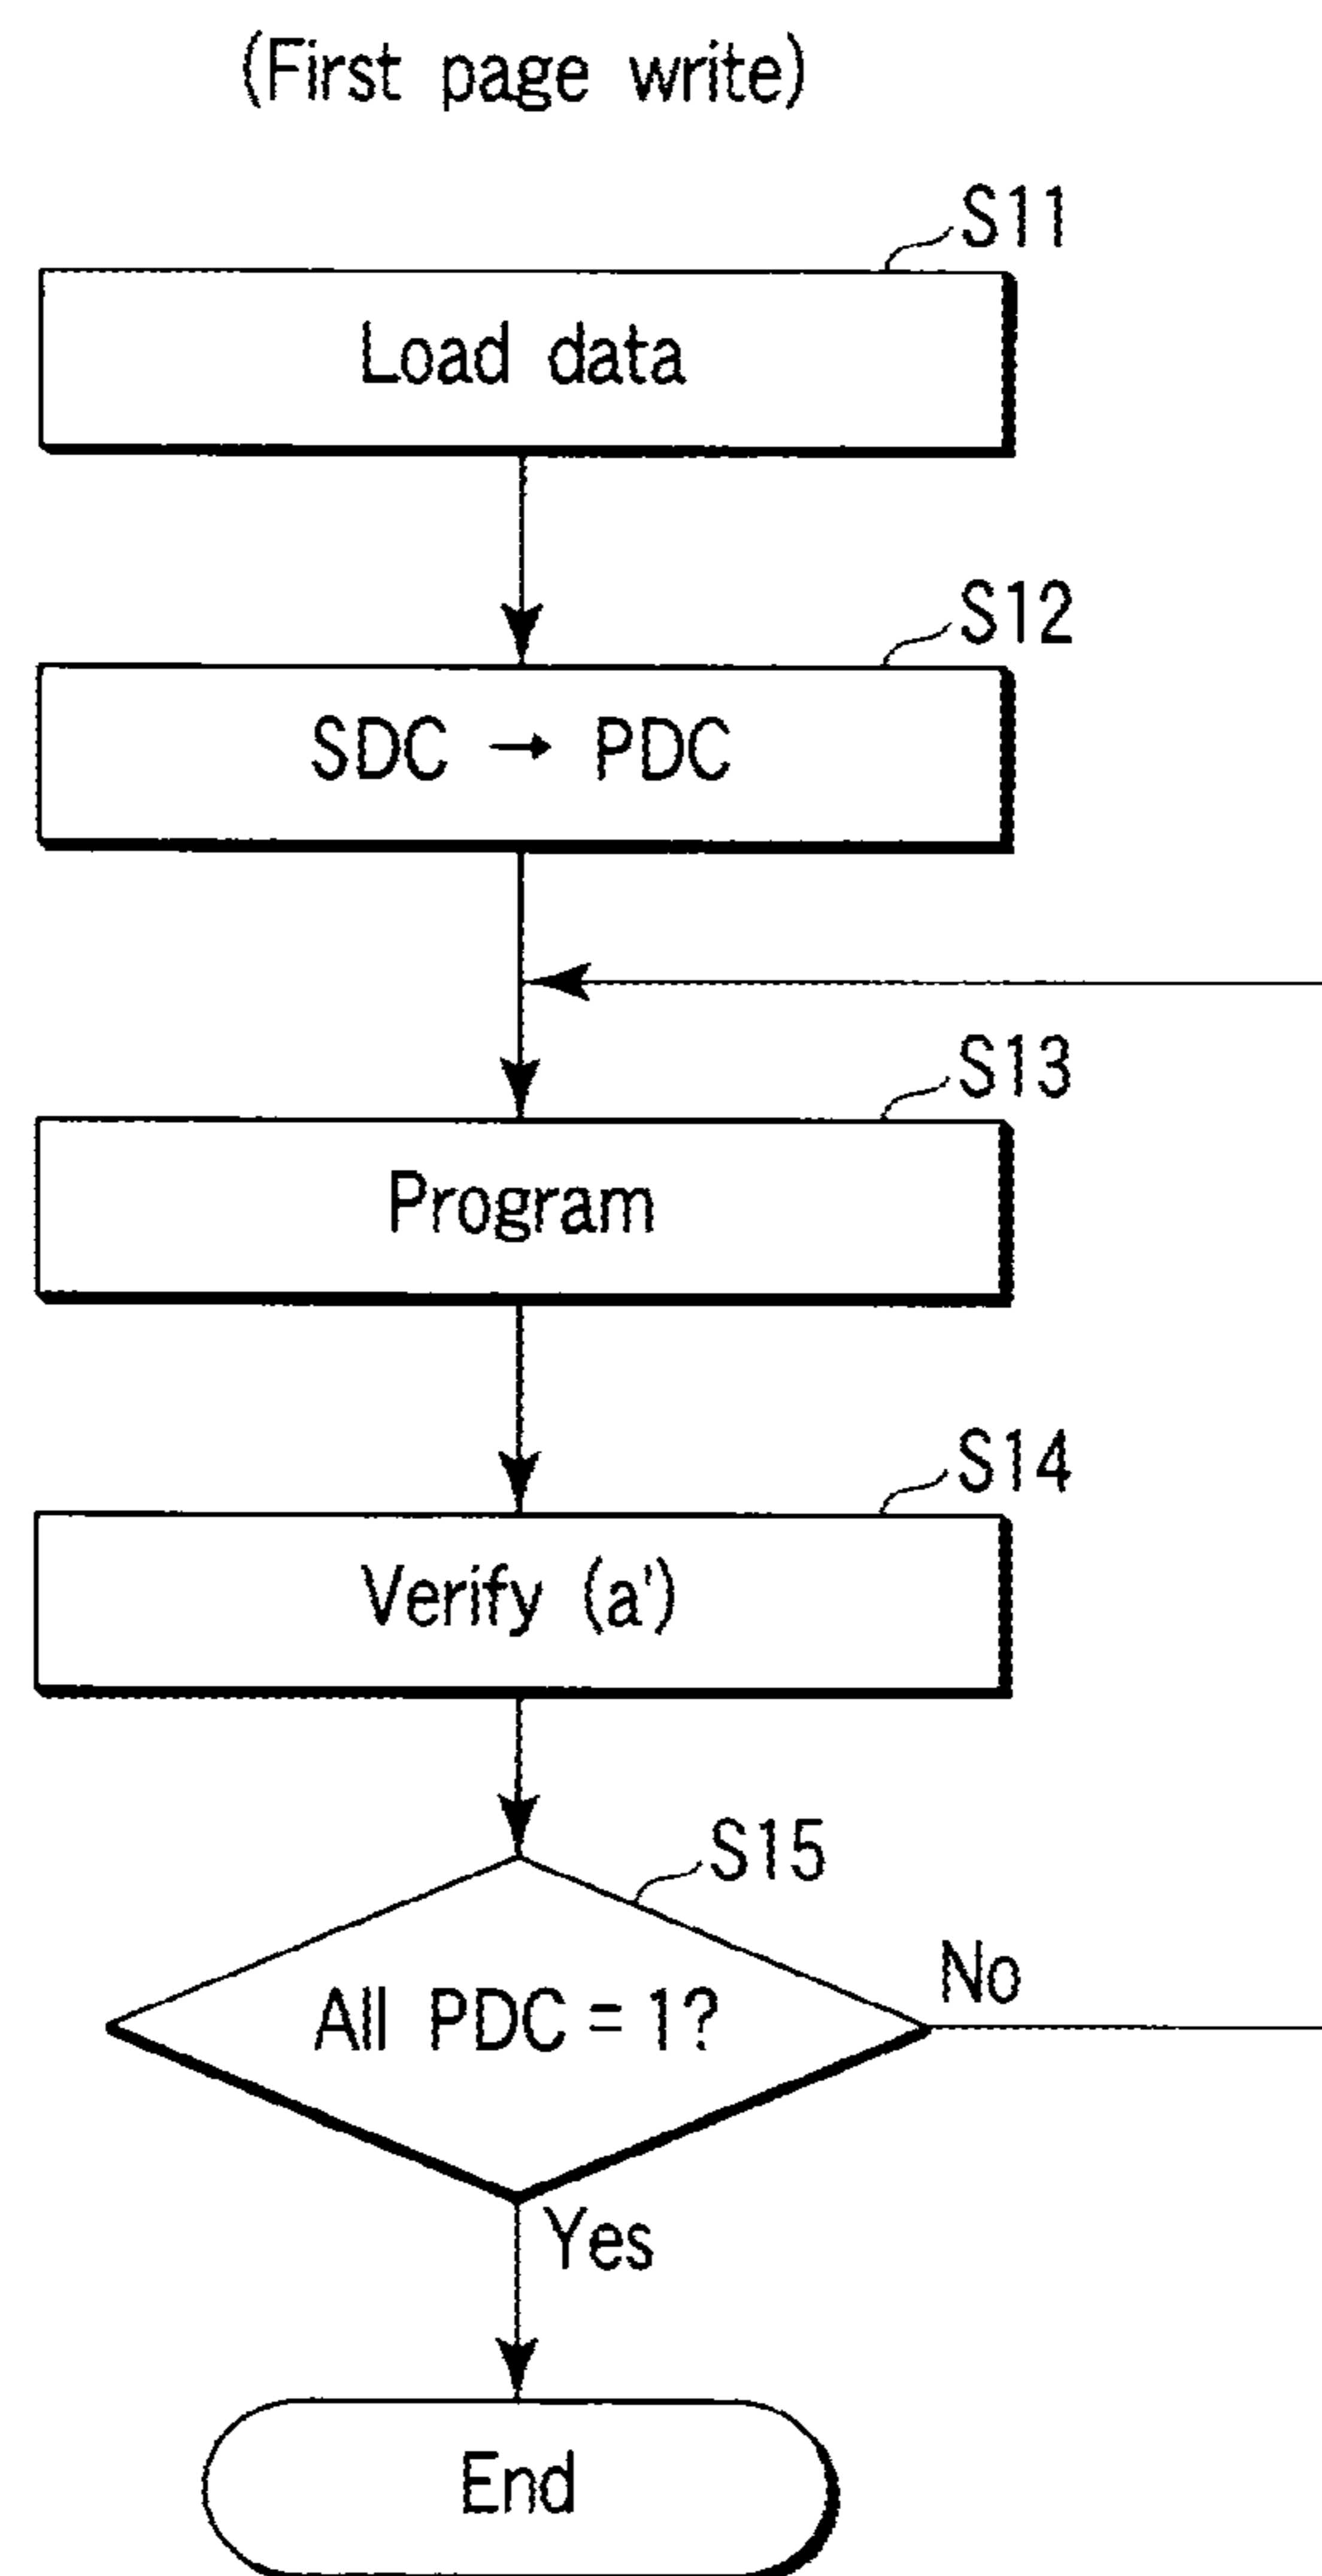 (First page write)
S11
Load data
S12
SDC → PDC
S13
Program
S14
Verify (a')
S15
All PDC = 1?
No
Yes
End